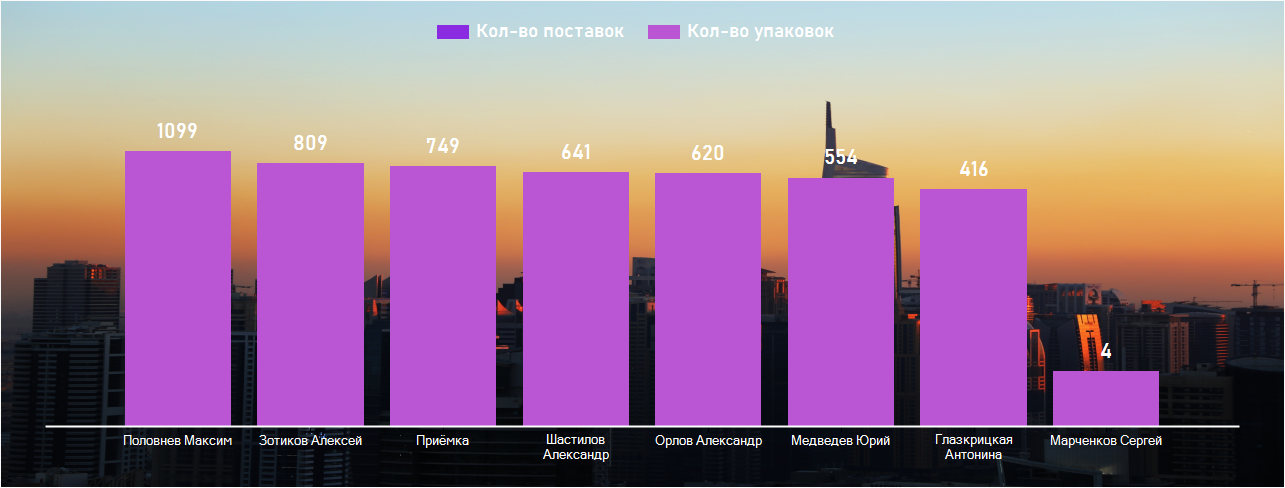 Кол-во поставок Кол-во упаковок
1099
809
749
641
620
554
416
4
Половнев Максим
Зотиков Алексей
Приёмка
Шастилов
Александр
Орлов Александр
Медведев Юрий
Глазкрицкая
Антонина
Марченков Сергей